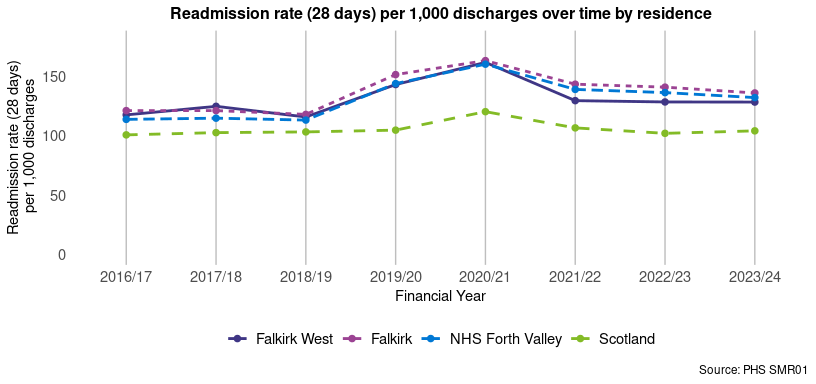 Readmission rate (28 days) per 1,000 discharges over time by residence
Readmission rate (28 days)
per 1,000 discharges
150
100
50
0
2016/17 2017/18 2018/19 2019/20 2020/21 2021/22 2022/23 2023/24
Financial Year
Falkirk West Falkirk NHS Forth Valley Scotland
Source: PHS SMR01